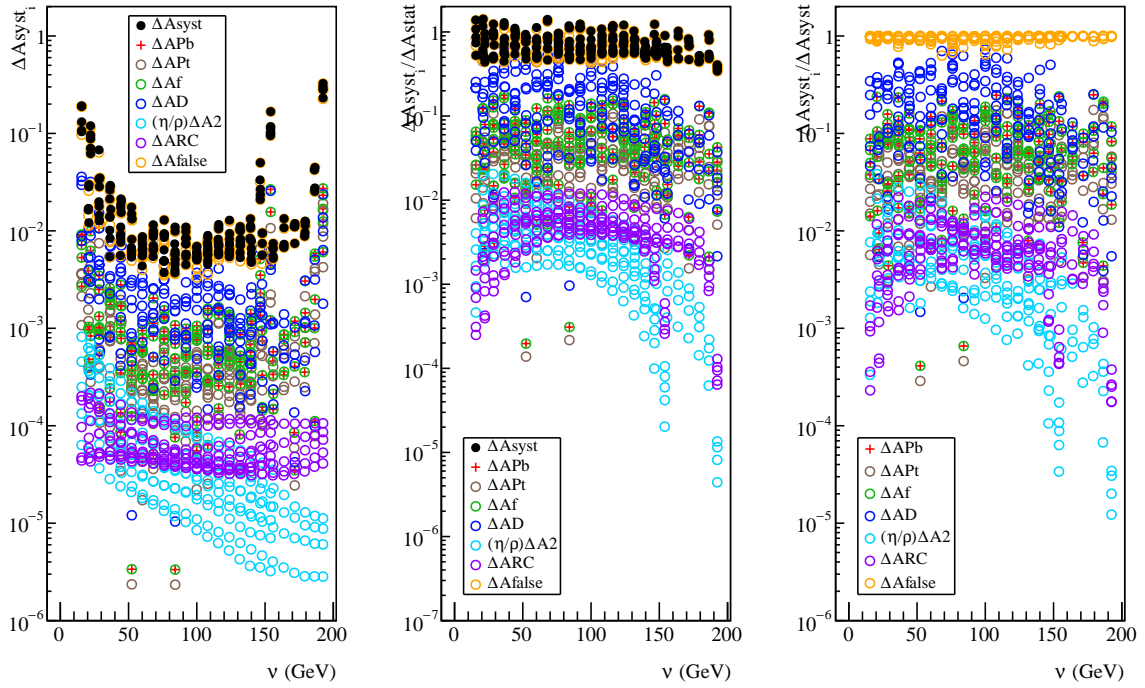 ΔAsyst_i
1
10^−1
10^−2
10^−3
10^−4
10^−5
10^−6
0 50 100 150 200
ν (GeV)
ΔAsyst
ΔAPb
ΔAPt
ΔAf
ΔAD
(η/ρ)ΔA2
ΔARC
ΔAfalse
ΔAsyst_i/ΔAstat
1
10^−1
10^−2
10^−3
10^−4
10^−5
10^−6
10^−7
0 50 100 150 200
ν (GeV)
ΔAsyst
ΔAPb
ΔAPt
ΔAf
ΔAD
(η/ρ)ΔA2
ΔARC
ΔAfalse
ΔAsyst_i/ΔAsyst
1
10^−1
10^−2
10^−3
10^−4
10^−5
10^−6
0 50 100 150 200
ν (GeV)
ΔAPb
ΔAPt
ΔAf
ΔAD
(η/ρ)ΔA2
ΔARC
ΔAfalse